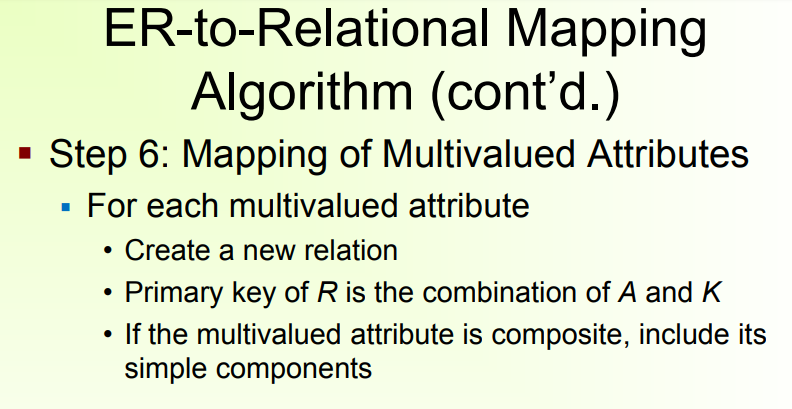 ER-to-Relational Mapping
Algorithm (cont’d.)
▪ Step 6: Mapping of Multivalued Attributes
▪ For each multivalued attribute
• Create a new relation
• Primary key of R is the combination of A and K
• If the multivalued attribute is composite, include its
simple components